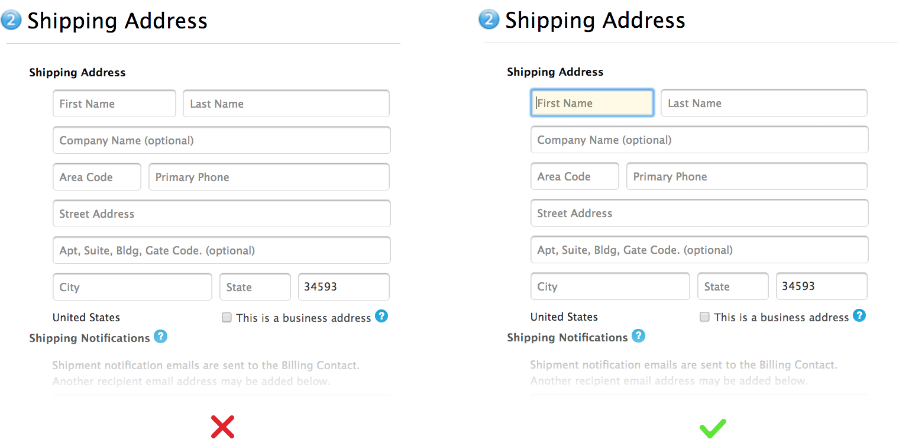 2 Shipping Address
Shipping Address
First Name Last Name
Company Name (optional)
Area Code Primary Phone
Street Address
Apt, Suite, Bldg, Gate Code. (optional)
City State 34593
United States This is a business address ?
Shipping Notifications ?
Shipment notification emails are sent to the Billing Contact.
Another recipient email address may be added below.
2 Shipping Address
Shipping Address
First Name Last Name
Company Name (optional)
Area Code Primary Phone
Street Address
Apt, Suite, Bldg, Gate Code. (optional)
City State 34593
United States This is a business address ?
Shipping Notifications ?
Shipment notification emails are sent to the Billing Contact.
Another recipient email address may be added below.